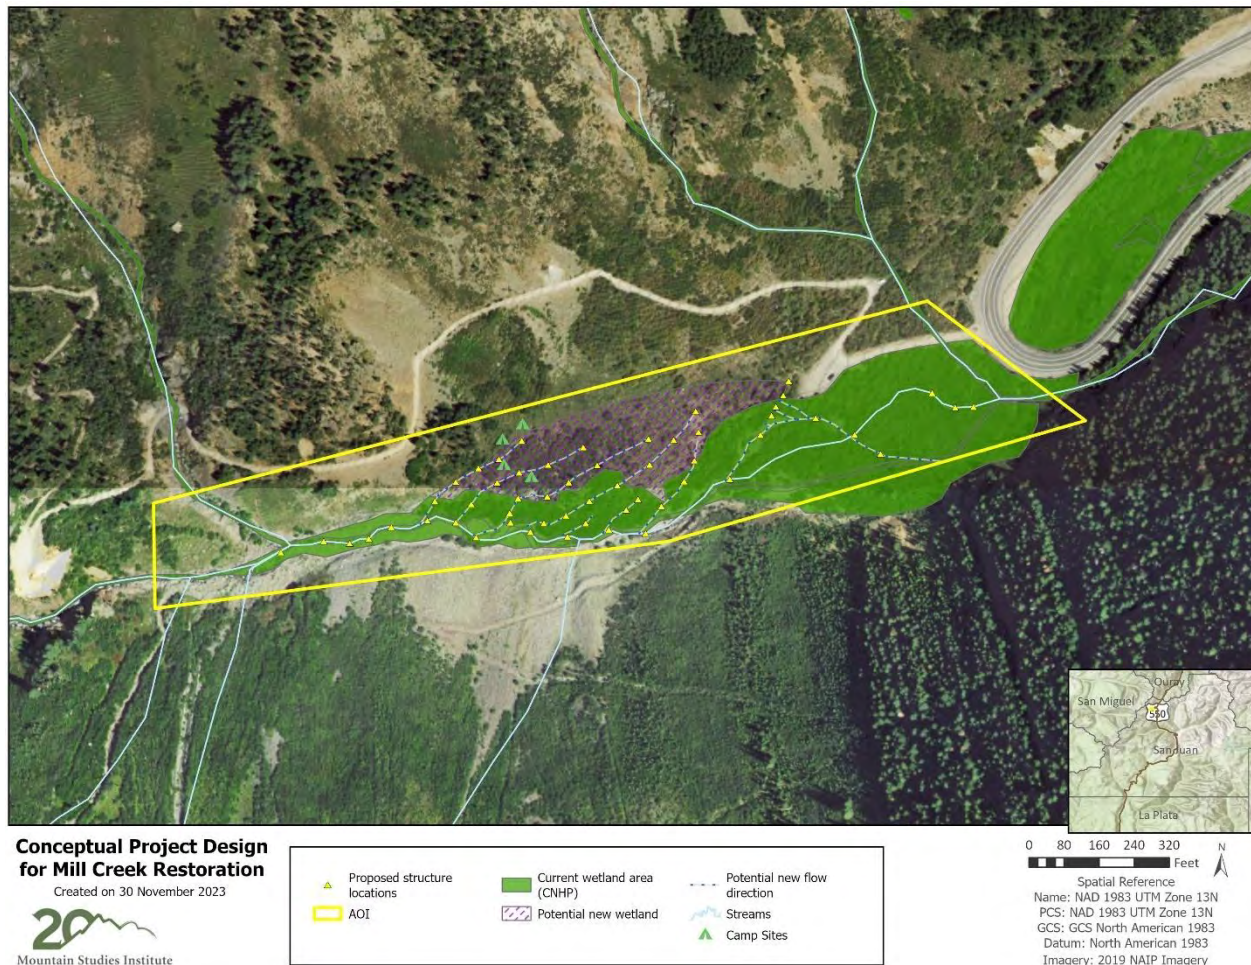 Ouray
San Miguel
550
San Juan
La Plata
Conceptual Project Design
for Mill Creek Restoration
Created on 30 November 2023
20
Mountain Studies Institute
Proposed structure
locations
AOI
Current wetland area
(CNHP)
Potential new wetland
Potential new flow
direction
Streams
Camp Sites
0 80 160 240 320
Feet
N
Spatial Reference
Name: NAD 1983 UTM Zone 13N
PCS: NAD 1983 UTM Zone 13N
GCS: GCS North American 1983
Datum: North American 1983
Imagery: 2019 NAIP Imagery